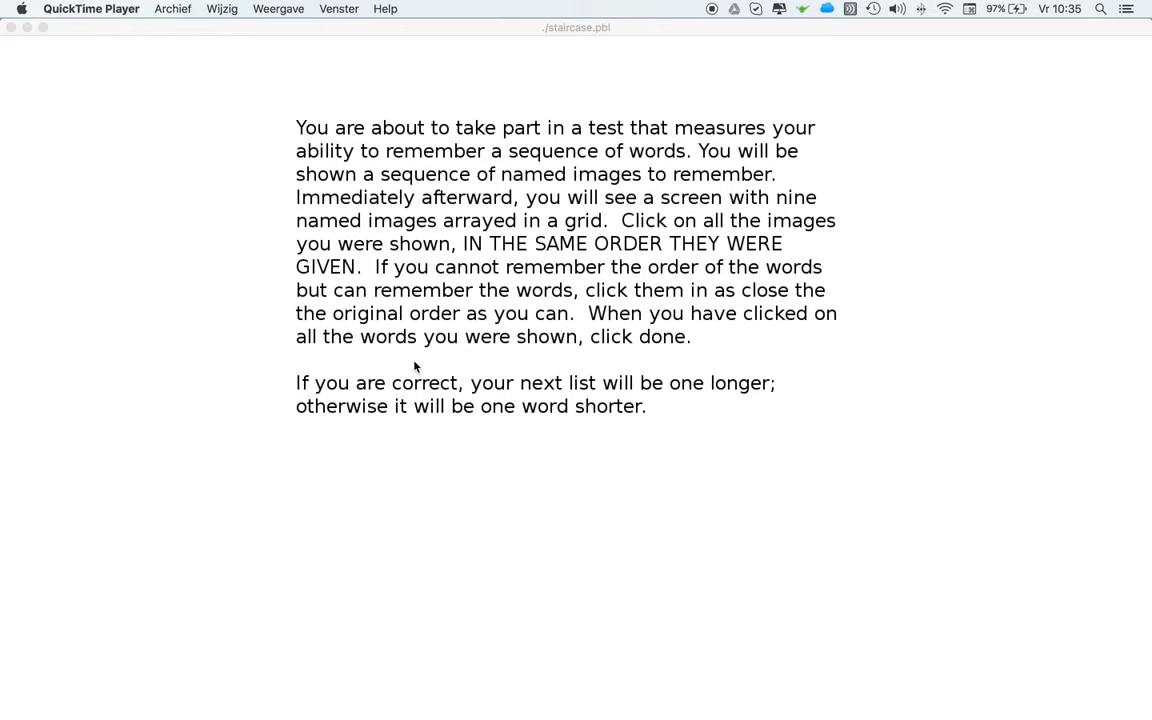 QuickTime Player Archief Wijzig Weergave Venster Help 97% Vr 10:35
./staircase.pbl
You are about to take part in a test that measures your
ability to remember a sequence of words. You will be
shown a sequence of named images to remember.
Immediately afterward, you will see a screen with nine
named images arrayed in a grid.  Click on all the images
you were shown, IN THE SAME ORDER THEY WERE
GIVEN.  If you cannot remember the order of the words
but can remember the words, click them in as close the
the original order as you can.  When you have clicked on
all the words you were shown, click done.
If you are correct, your next list will be one longer;
otherwise it will be one word shorter.